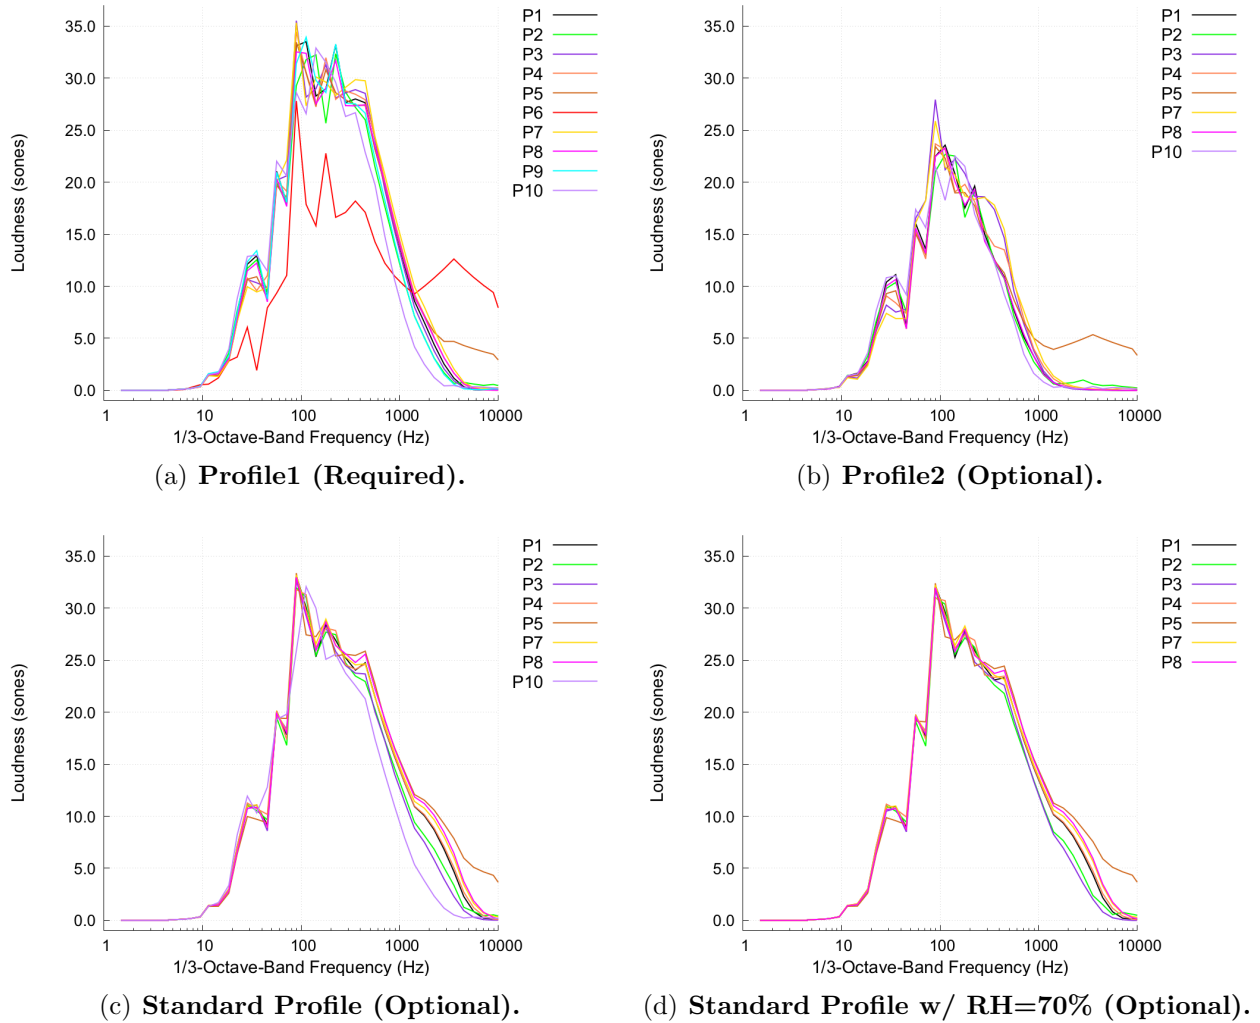 35.0
30.0
25.0
20.0
15.0
10.0
5.0
0.0
Loudness (sones)
1 10 100 1000 10000
1/3-Octave-Band Frequency (Hz)
P1
P2
P3
P4
P5
P6
P7
P8
P9
P10
(a) Profile1 (Required).
35.0
30.0
25.0
20.0
15.0
10.0
5.0
0.0
Loudness (sones)
1 10 100 1000 10000
1/3-Octave-Band Frequency (Hz)
P1
P2
P3
P4
P5
P7
P8
P10
(b) Profile2 (Optional).
35.0
30.0
25.0
20.0
15.0
10.0
5.0
0.0
Loudness (sones)
1 10 100 1000 10000
1/3-Octave-Band Frequency (Hz)
P1
P2
P3
P4
P5
P7
P8
P10
(c) Standard Profile (Optional).
35.0
30.0
25.0
20.0
15.0
10.0
5.0
0.0
Loudness (sones)
1 10 100 1000 10000
1/3-Octave-Band Frequency (Hz)
P1
P2
P3
P4
P5
P7
P8
(d) Standard Profile w/ RH=70% (Optional).